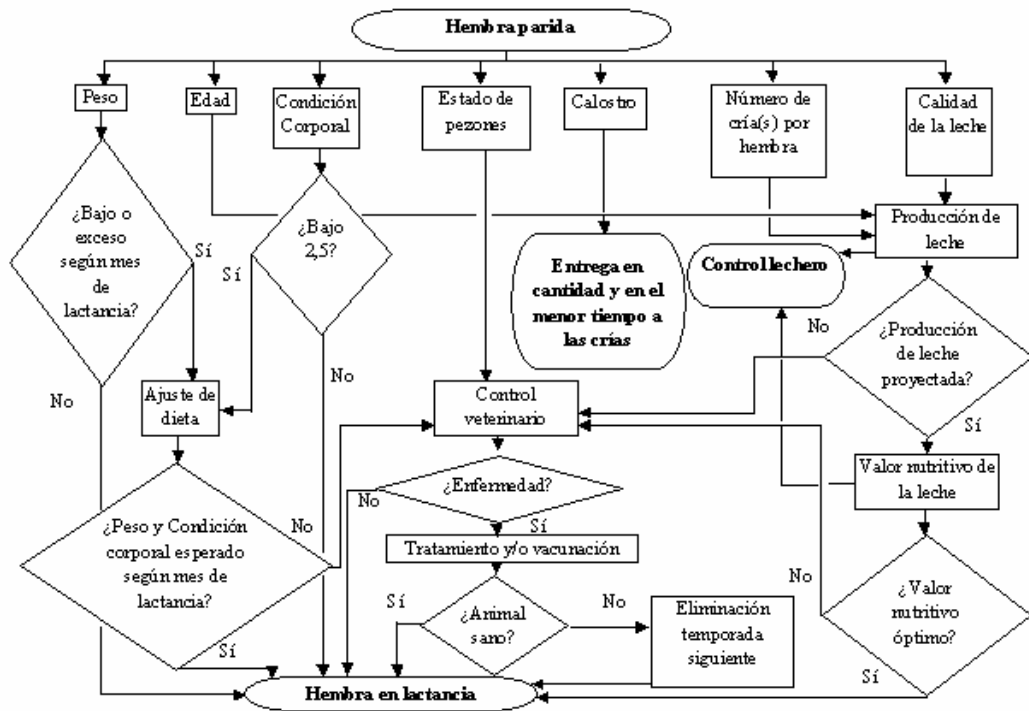 Hembra parida
Peso
Edad
Condición
Corporal
Estado de
pezones
Calostro
Número de
cría(s) por
hembra
Calidad
de la leche
¿Bajo o
exceso
según mes
de
lactancia?
Sí
Sí
¿Bajo
2,5?
Producción de
leche
Control lechero
Entrega en
cantidad y en el
menor tiempo a
las crías
No
¿Producción
de leche
proyectada?
No
Ajuste de
dieta
No
Control
veterinario
Sí
Valor nutritivo de
la leche
¿Enfermedad?
No
Sí
¿Peso y Condición
corporal esperado
según mes de
lactancia?
No
Tratamiento y/o vacunación
Sí
¿Animal
sano?
No
Eliminación
temporada
siguiente
No
¿Valor
nutritivo
óptimo?
Sí
Sí
Hembra en lactancia